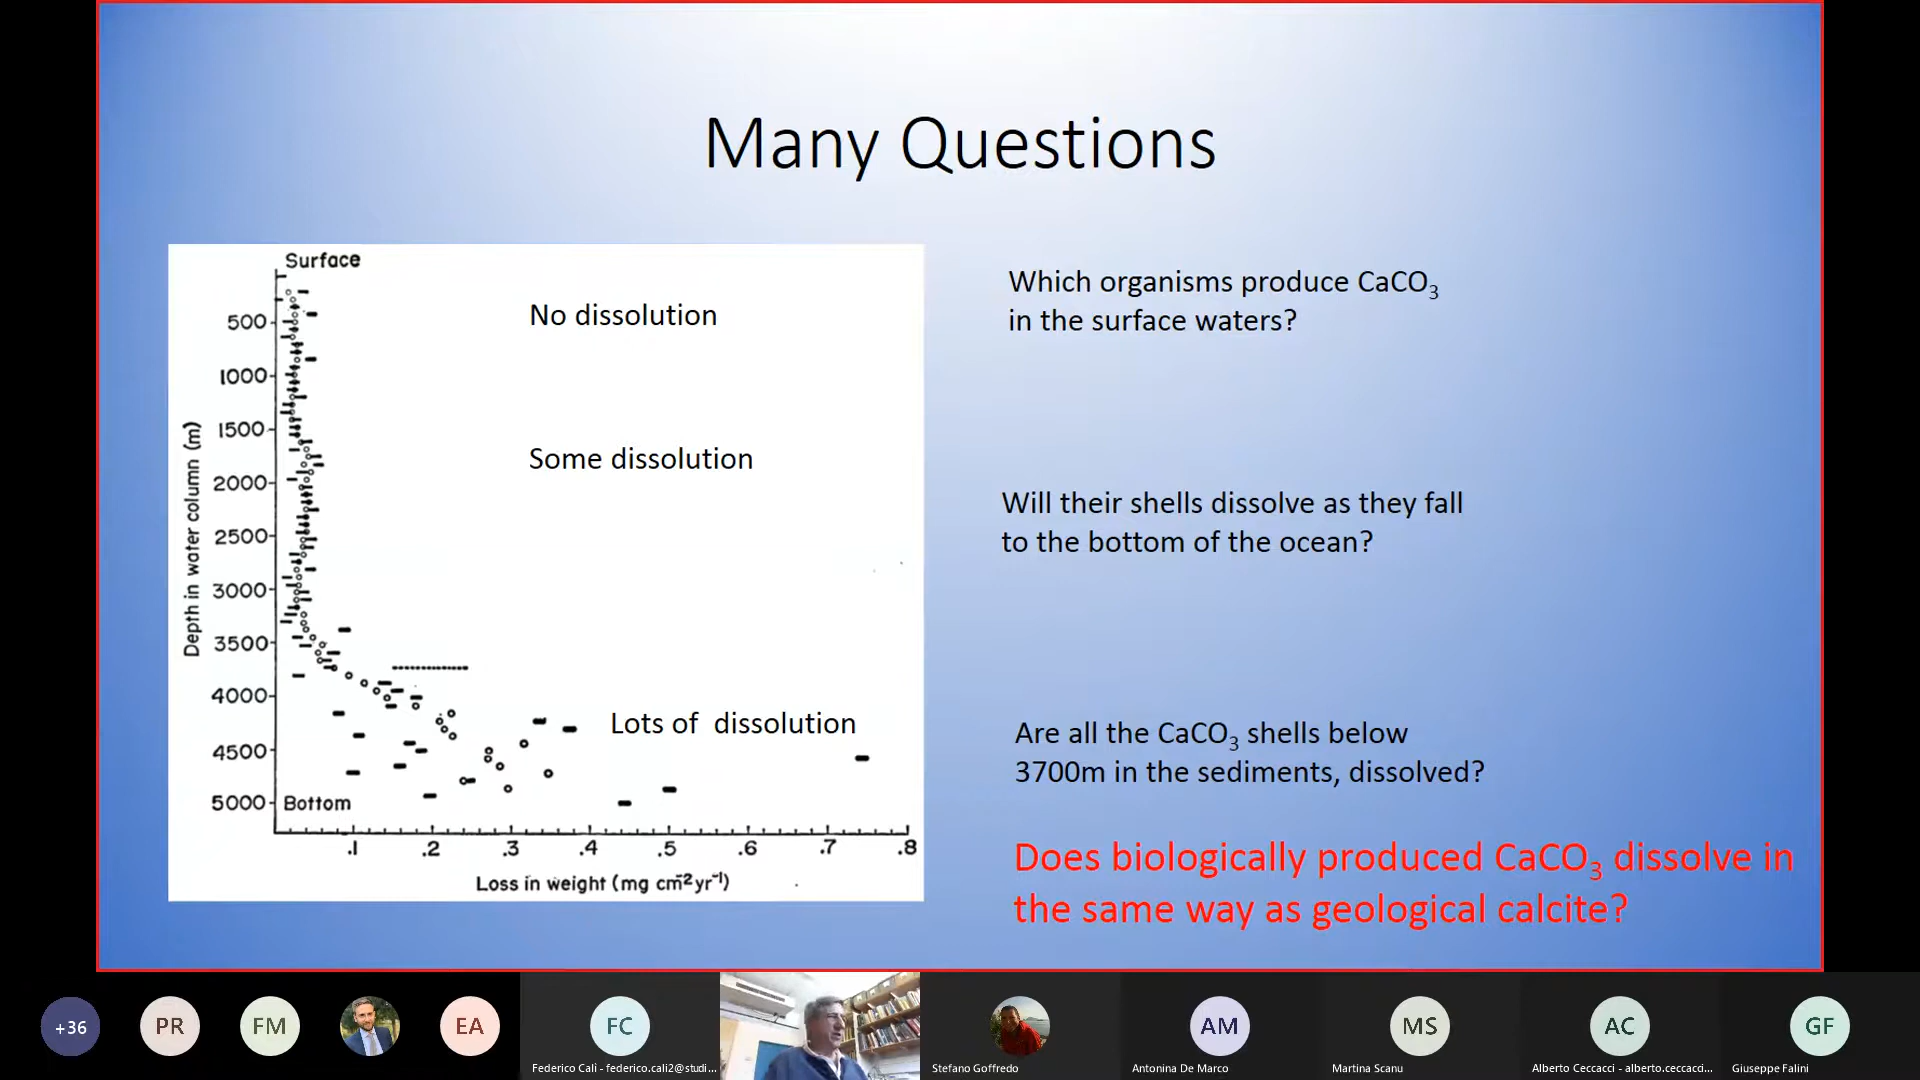 Many Questions
Surface
No dissolution
500
1000
1500
Some dissolution
2000
2500
3000
3500
4000
Lots of  dissolution
4500
5000
Bottom
Depth in water column (m)
.1 .2 .3 .4 .5 .6 .7 .8
Loss in weight (mg cm⁻² yr⁻¹)
Which organisms produce CaCO₃
in the surface waters?
Will their shells dissolve as they fall
to the bottom of the ocean?
Are all the CaCO₃ shells below
3700m in the sediments, dissolved?
Does biologically produced CaCO₃ dissolve in
the same way as geological calcite?
+36
PR
FM
EA
FC
AM
MS
AC
GF
Federico Cali - federico.cali2@studi...
Stefano Goffredo
Antonina De Marco
Martina Scanu
Alberto Ceccacci - alberto.ceccacci...
Giuseppe Falini